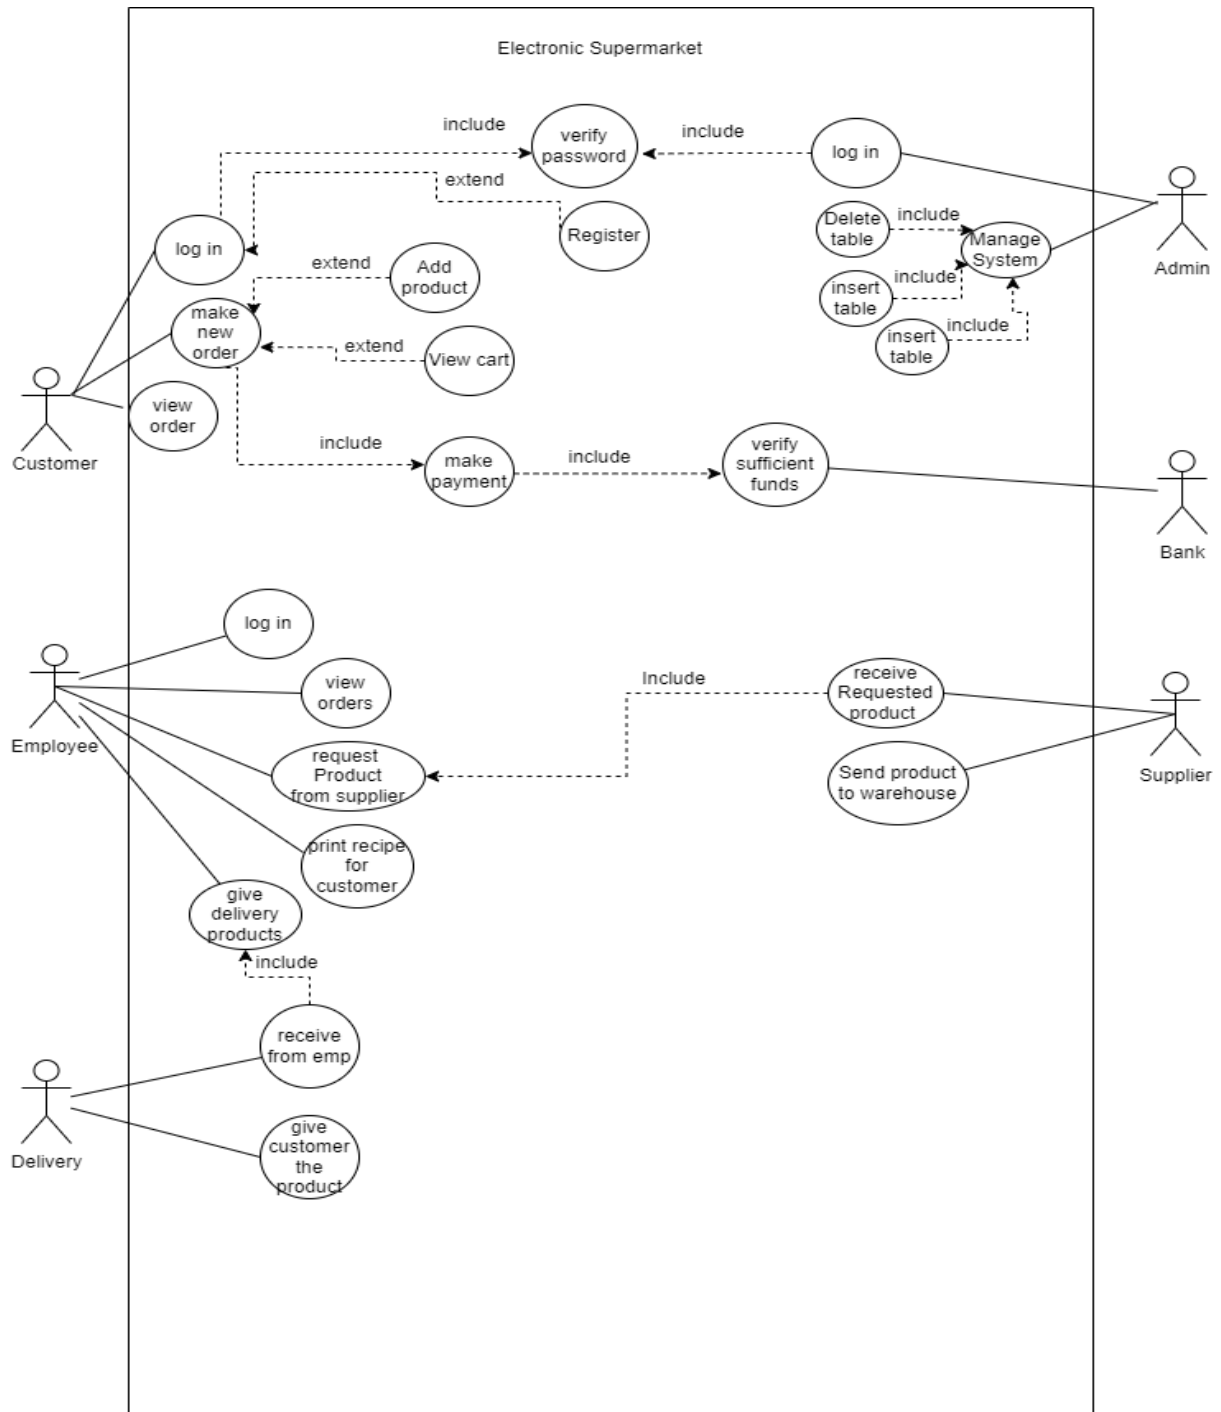 Electronic Supermarket
include
verify
password
include
log in
extend
Register
log in
Delete
table
include
Manage
System
Admin
extend
Add
product
insert
table
include
make
new
order
insert
table
include
extend
View cart
view
order
Customer
include
make
payment
include
verify
sufficient
funds
Bank
log in
Employee
view
orders
Include
receive
Requested
product
request
Product
from supplier
Send product
to warehouse
Supplier
print recipe
for
customer
give
delivery
products
include
receive
from emp
Delivery
give
customer
the
product